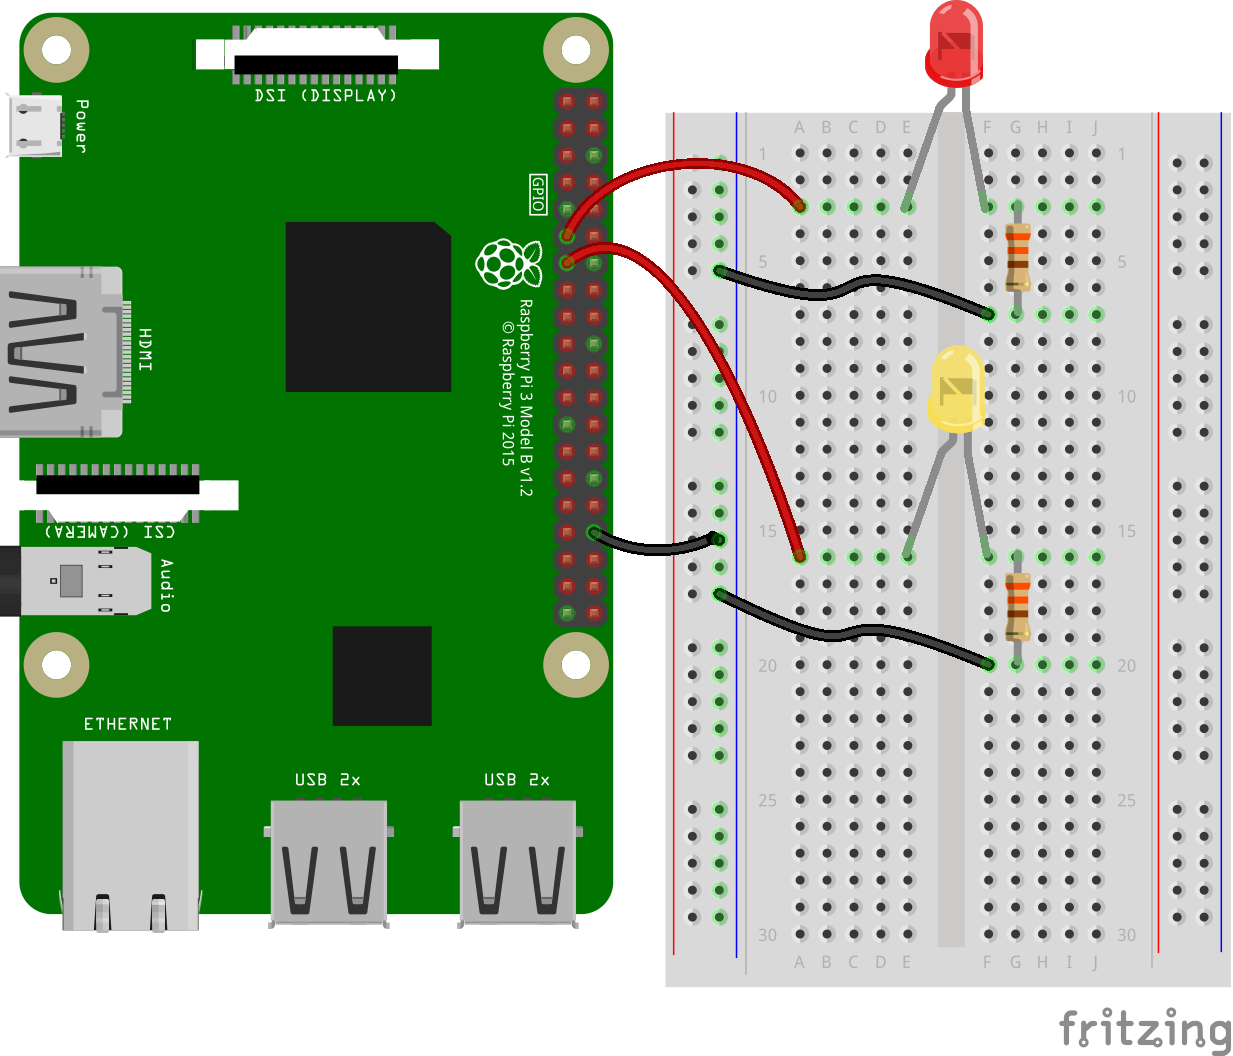 DSI (DISPLAY)
Power
GPIO
Raspberry Pi 3 Model B v1.2
© Raspberry Pi 2015
HDMI
CSI (CAMERA)
Audio
ETHERNET
USB 2x
USB 2x
A B C D E F G H I J
1 1
5 5
10 10
15 15
20 20
25 25
30 30
A B C D E F G H I J
fritzing